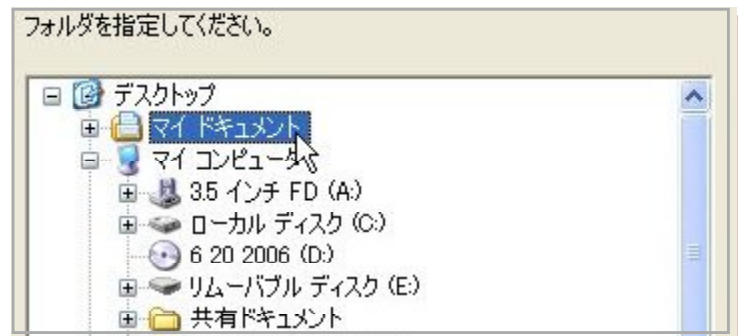 フォルダを指定してください。
デスクトップ
マイ ドキュメント
マイ コンピュータ
3.5 インチ FD (A:)
ローカル ディスク (C:)
6 20 2006 (D:)
リムーバブル ディスク (E:)
共有ドキュメント